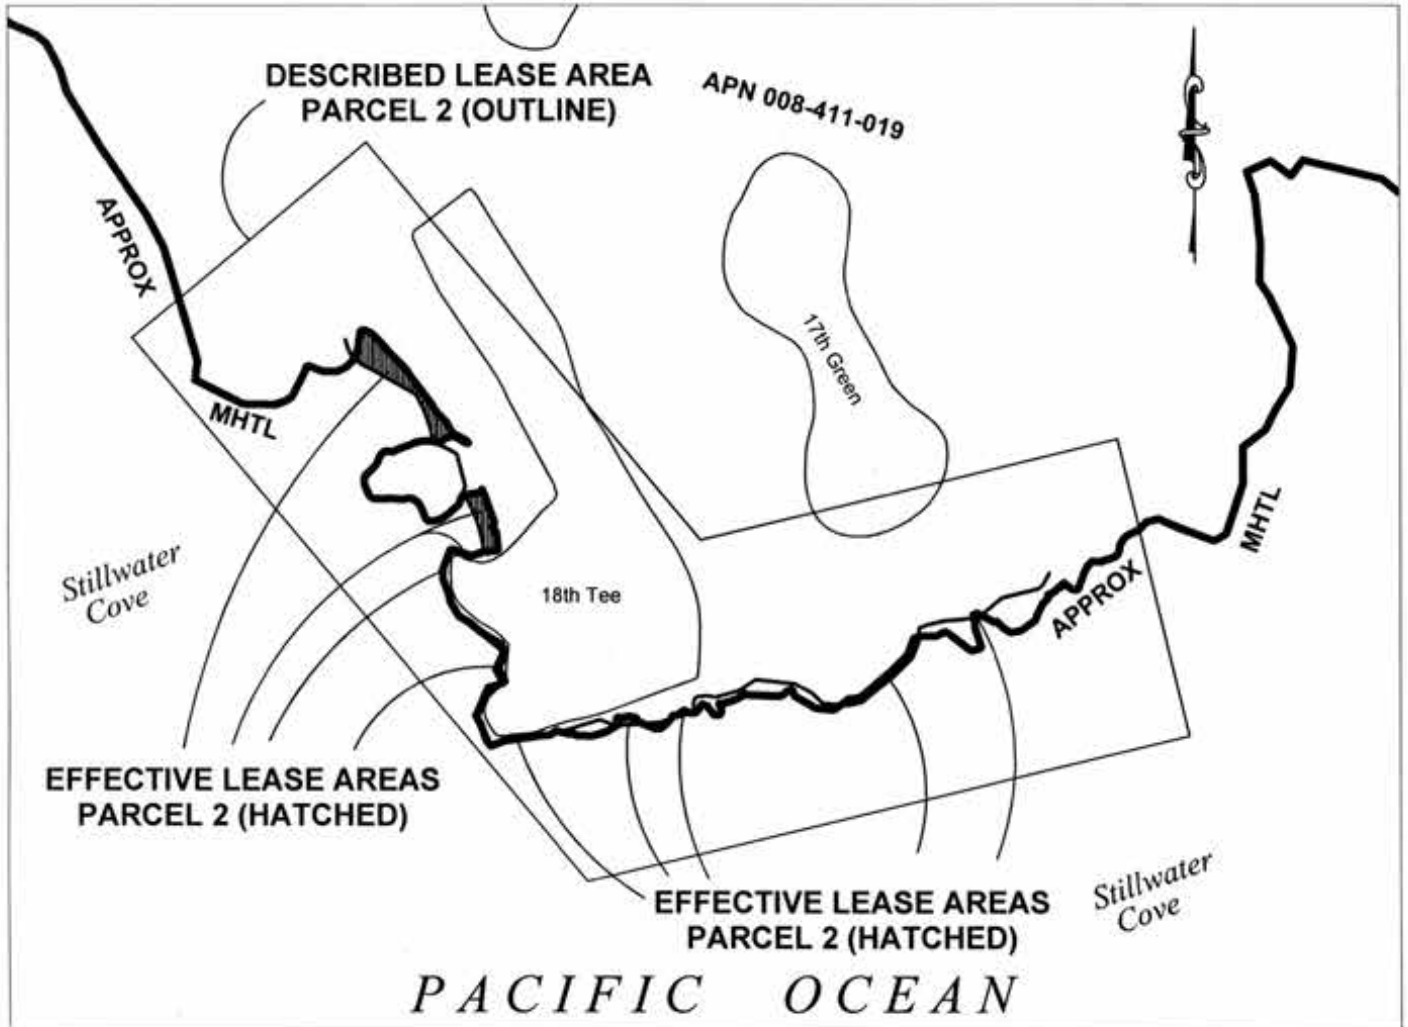 DESCRIBED LEASE AREA
PARCEL 2 (OUTLINE)
APN 008-411-019
APPROX
MHTL
17th Green
18th Tee
Stillwater
Cove
APPROX
MHTL
EFFECTIVE LEASE AREAS
PARCEL 2 (HATCHED)
EFFECTIVE LEASE AREAS
PARCEL 2 (HATCHED)
Stillwater
Cove
PACIFIC OCEAN